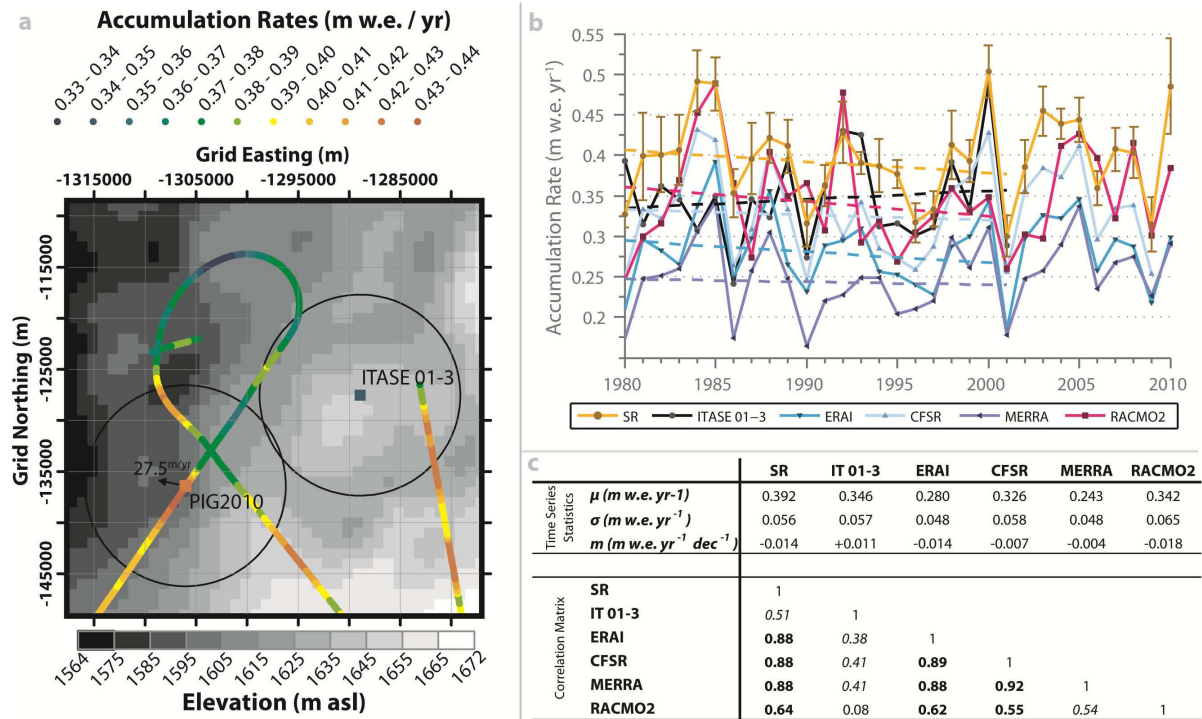 a
Accumulation Rates (m w.e. / yr)
0.33 - 0.34
0.34 - 0.35
0.35 - 0.36
0.36 - 0.37
0.37 - 0.38
0.38 - 0.39
0.39 - 0.40
0.40 - 0.41
0.41 - 0.42
0.42 - 0.43
0.43 - 0.44
Grid Easting (m)
-1315000 -1305000 -1295000 -1285000
Grid Northing (m)
-115000
-125000
-135000
-145000
ITASE 01-3
27.5 m/yr
PIG2010
1564 1575 1585 1595 1605 1615 1625 1635 1645 1655 1665 1672
Elevation (m asl)
b
Accumulation Rate (m w.e. yr-1)
0.55
0.5
0.45
0.4
0.35
0.3
0.25
0.2
1980 1985 1990 1995 2000 2005 2010
SR ITASE 01–3 ERAI CFSR MERRA RACMO2
c
SR IT 01-3 ERAI CFSR MERRA RACMO2
Time Series Statistics
μ (m w.e. yr-1) 0.392 0.346 0.280 0.326 0.243 0.342
σ (m w.e. yr-1) 0.056 0.057 0.048 0.058 0.048 0.065
m (m w.e. yr-1 dec-1) -0.014 +0.011 -0.014 -0.007 -0.004 -0.018
Correlation Matrix
SR 1
IT 01-3 0.51 1
ERAI 0.88 0.38 1
CFSR 0.88 0.41 0.89 1
MERRA 0.88 0.41 0.88 0.92 1
RACMO2 0.64 0.08 0.62 0.55 0.54 1